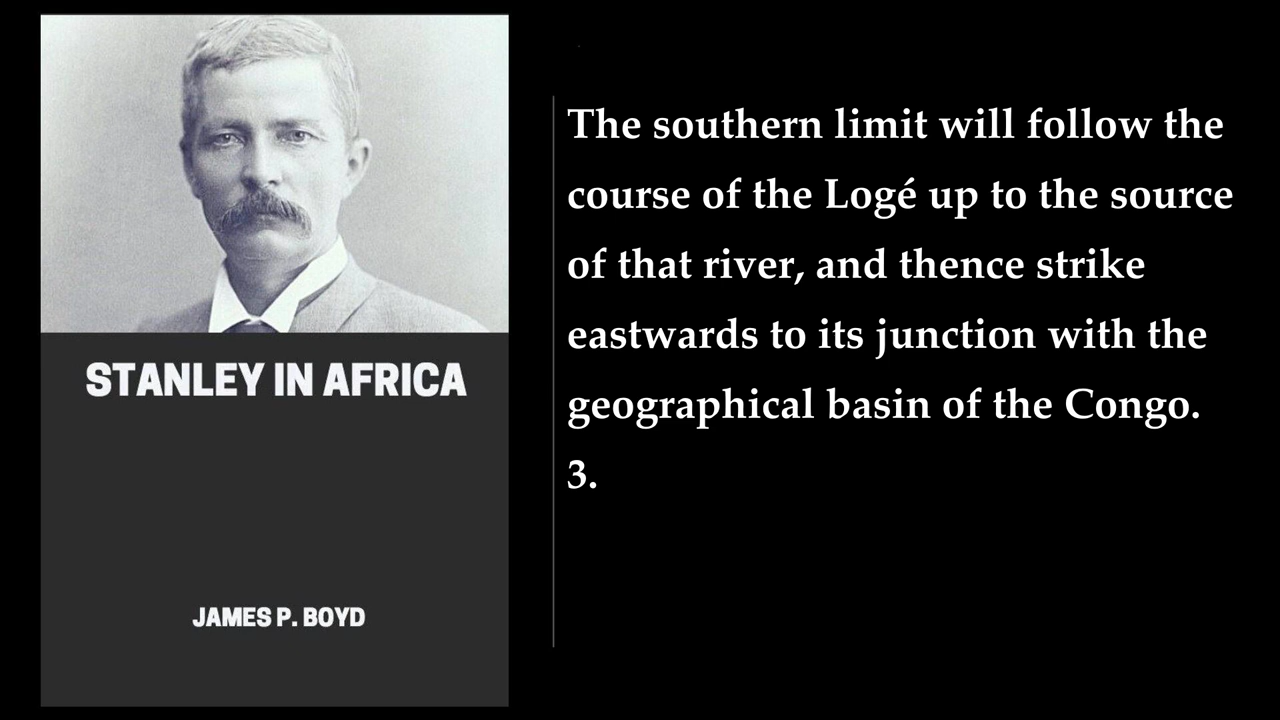 STANLEY IN AFRICA
JAMES P. BOYD
The southern limit will follow the
course of the Logé up to the source
of that river, and thence strike
eastwards to its junction with the
geographical basin of the Congo.
3.